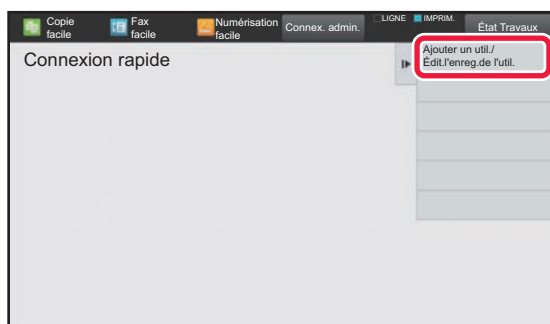 Copie
facile
Fax
facile
Numérisation
facile
Connex. admin.
LIGNE
IMPRIM.
État Travaux
Connexion rapide
Ajouter un util./
Édit.l'enreg.de l'util.